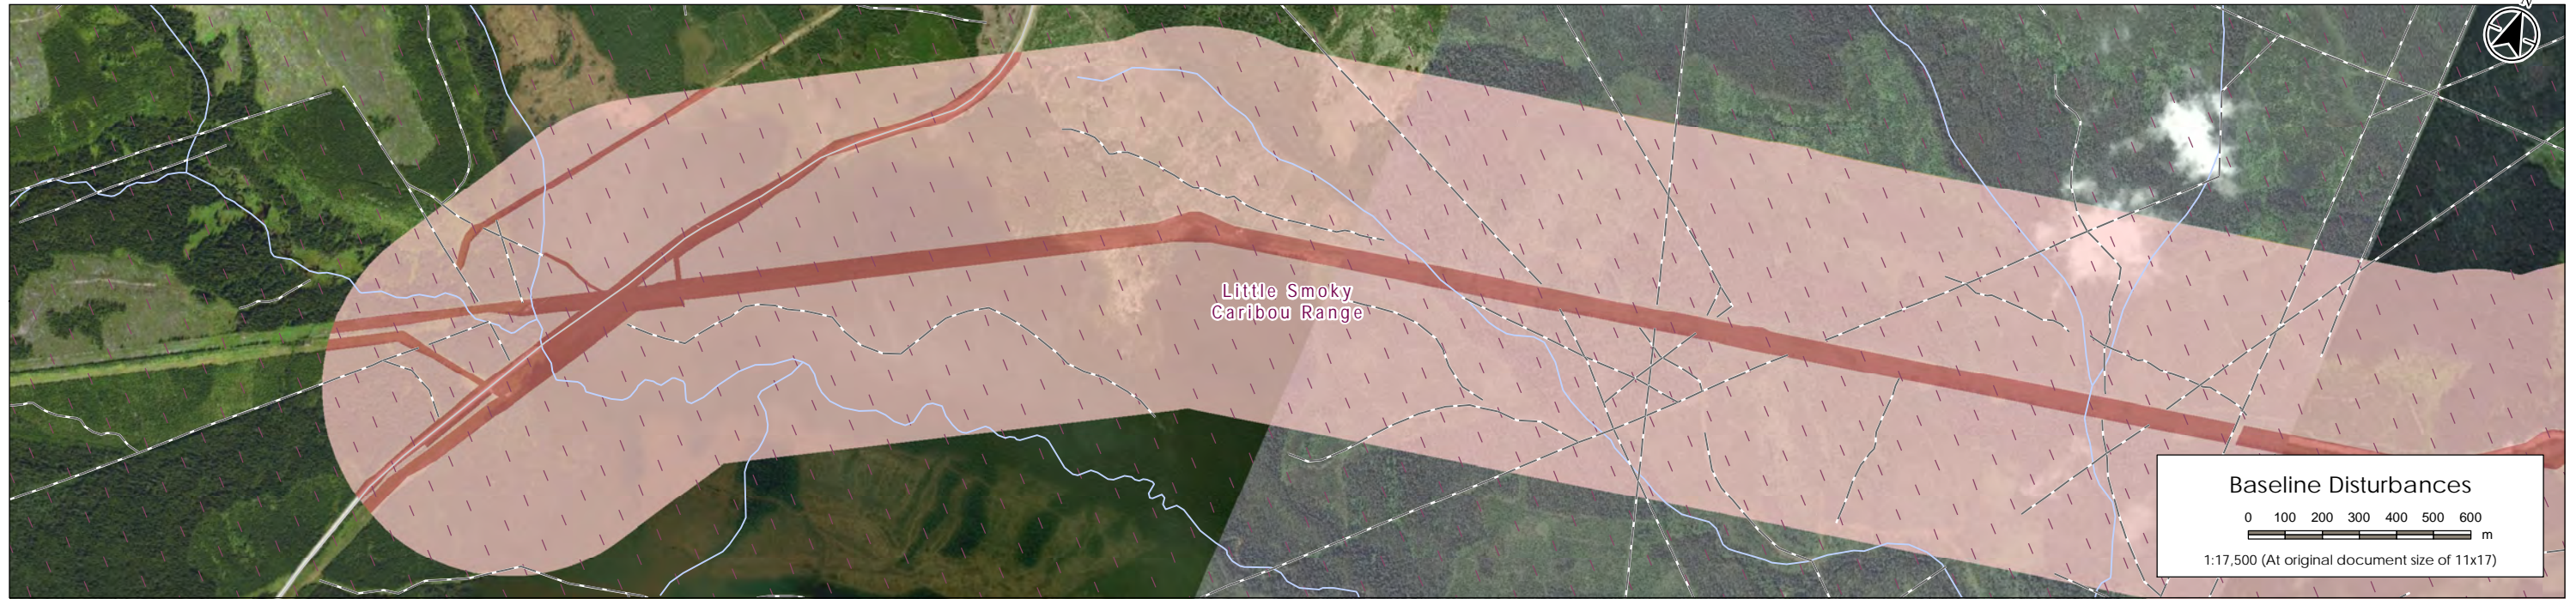 N
Little Smoky
Caribou Range
Baseline Disturbances
0 100 200 300 400 500 600
m
1:17,500 (At original document size of 11x17)